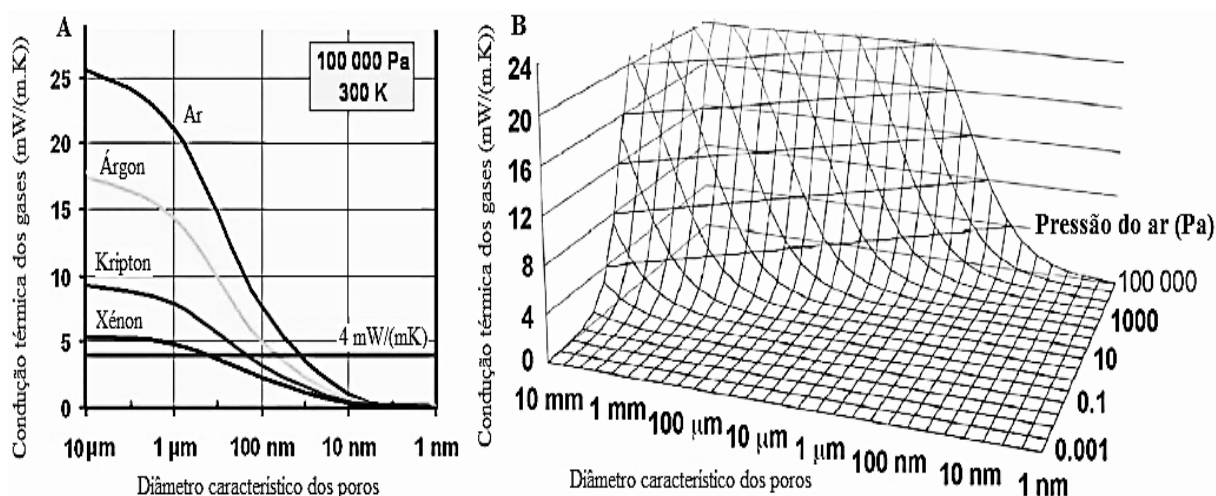 A
Condução térmica dos gases (mW/(m.K))
25
20
15
10
5
0
100 000 Pa
300 K
Ar
Árgon
Kripton
Xénon
4 mW/(mK)
10μm 1 μm 100 nm 10 nm 1 nm
Diâmetro característico dos poros
B
Condução térmica dos gases (mW/(m.K))
24
20
16
12
8
4
0
Pressão do ar (Pa)
100 000
1000
10
0.1
0.001
10 mm 1 mm 100 μm 10 μm 1 μm 100 nm 10 nm 1 nm
Diâmetro característico dos poros